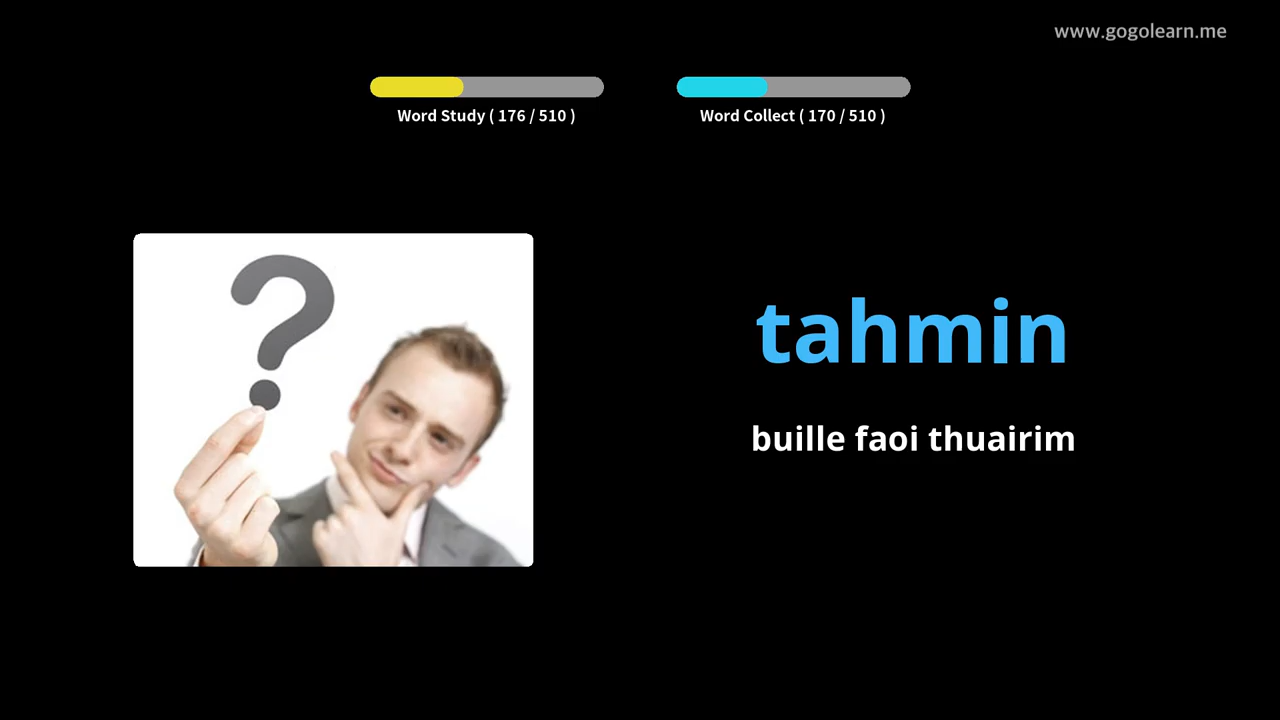 www.gogolearn.me
Word Study ( 176 / 510 )
Word Collect ( 170 / 510 )
tahmin
buille faoi thuairim